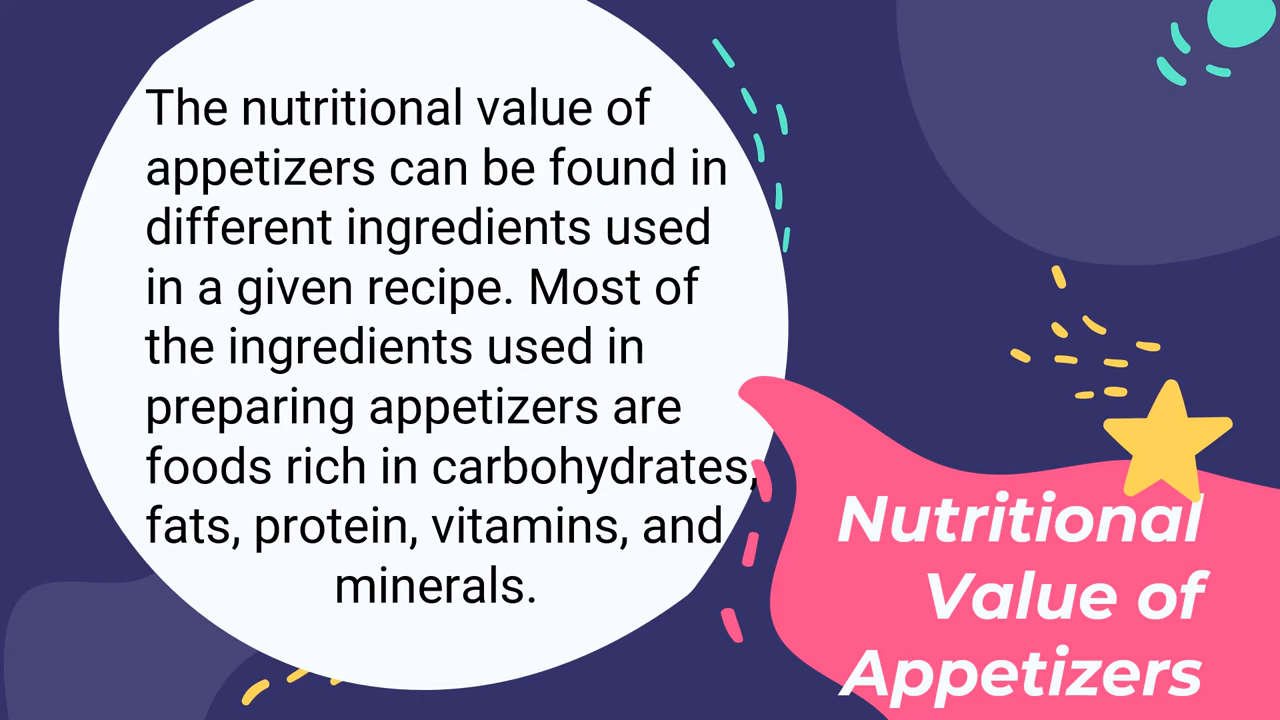 The nutritional value of
appetizers can be found in
different ingredients used
in a given recipe. Most of
the ingredients used in
preparing appetizers are
foods rich in carbohydrates,
fats, protein, vitamins, and
minerals.
Nutritional
Value of
Appetizers